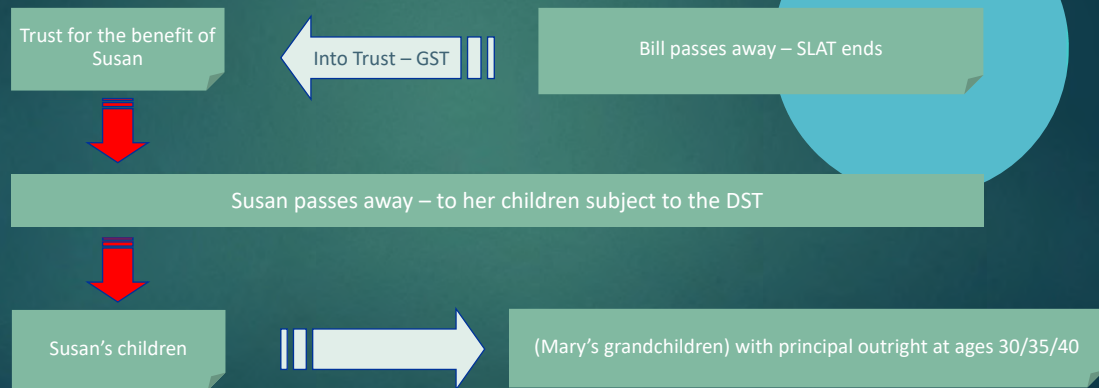 Trust for the benefit of
Susan
Into Trust – GST
Bill passes away – SLAT ends
Susan passes away – to her children subject to the DST
Susan's children
(Mary's grandchildren) with principal outright at ages 30/35/40